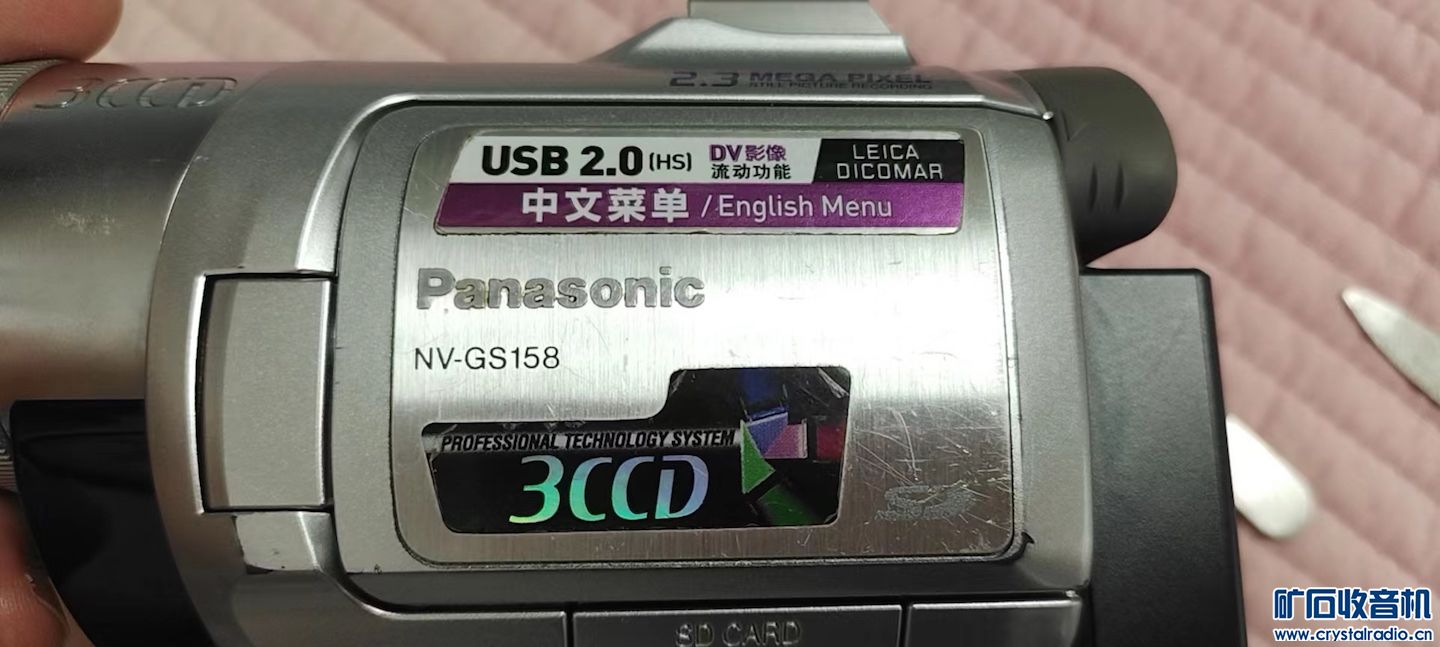 3CCD
2.3 MEGA PIXEL
STILL PICTURE RECORDING
USB 2.0 (HS) DV影像 流动功能
LEICA
DICOMAR
中文菜单 / English Menu
Panasonic
NV-GS158
PROFESSIONAL TECHNOLOGY SYSTEM
3CCD
SD
SD CARD
矿石收音机
www.crystalradio.cn